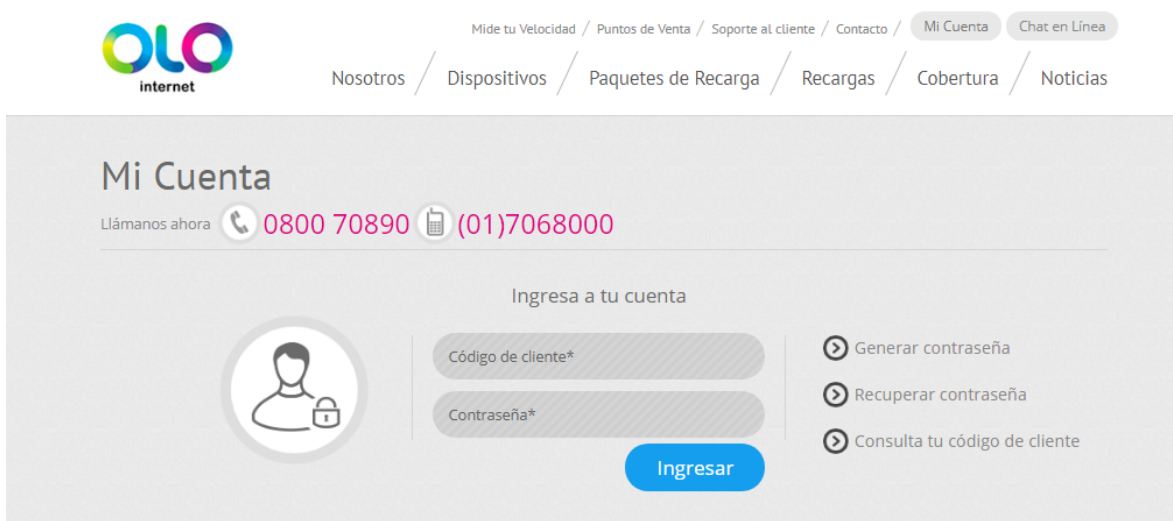 OLO
internet
Mide tu Velocidad / Puntos de Venta / Soporte al cliente / Contacto / Mi Cuenta Chat en Línea
Nosotros / Dispositivos / Paquetes de Recarga / Recargas / Cobertura / Noticias
Mi Cuenta
Llámanos ahora 0800 70890 (01)7068000
Ingresa a tu cuenta
Código de cliente*
Contraseña*
Ingresar
Generar contraseña
Recuperar contraseña
Consulta tu código de cliente